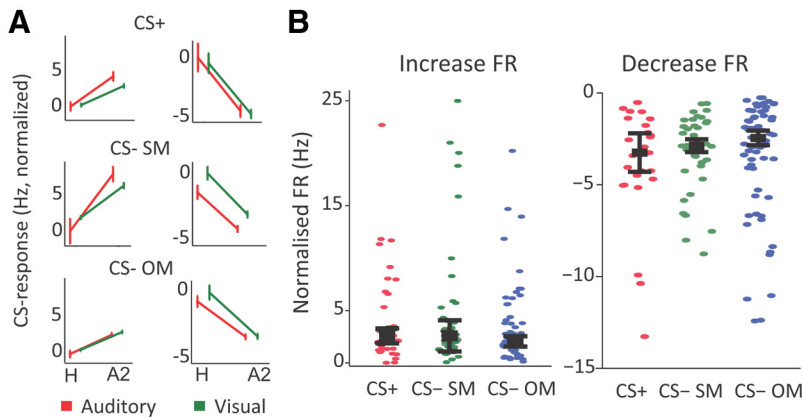 A
CS+
CS-response (Hz, normalized)
5
0
0
-5
CS- SM
5
0
-5
CS- OM
5
0
0
-5
H
A2
H
A2
Auditory
Visual
B
Increase FR
Normalised FR (Hz)
25
15
5
0
CS+
CS– SM
CS– OM
Decrease FR
0
−5
−10
−15
CS+
CS– SM
CS– OM